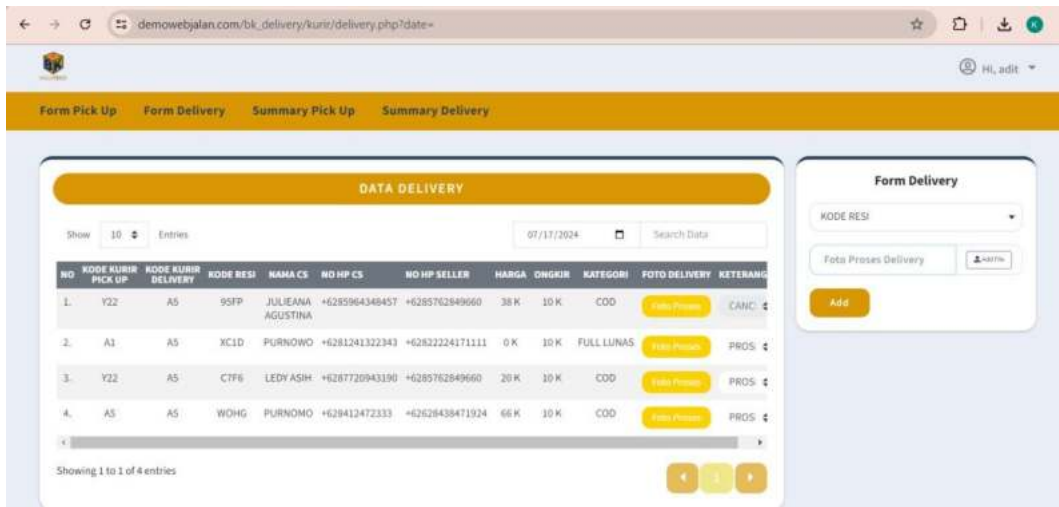 demowebjalan.com/bk_delivery/kurir/delivery.php?date=
K
BK
Hi, adit
Form Pick Up Form Delivery Summary Pick Up Summary Delivery
DATA DELIVERY
Show 10 Entries 07/17/2024 Search Data
NO KODE KURIR PICK UP KODE KURIR DELIVERY KODE RESI NAMA CS NO HP CS NO HP SELLER HARGA ONGKIR KATEGORI FOTO DELIVERY KETERANG
1. Y22 A5 95FP JULIEANA AGUSTINA +6285964348457 +6285762849660 38 K 10 K COD Foto Proses CANC
2. A1 A5 XC1D PURNOWO +6281241322343 +62822224171111 0 K 10 K FULL LUNAS Foto Proses PROS
3. Y22 A5 C7F6 LEDY ASIH +6287720943190 +6285762849660 20 K 10 K COD Foto Proses PROS
4. A5 A5 WOHG PURNOMO +628412472333 +62628438471924 66 K 10 K COD Foto Proses PROS
Showing 1 to 1 of 4 entries
1
Form Delivery
KODE RESI
Foto Proses Delivery
Add